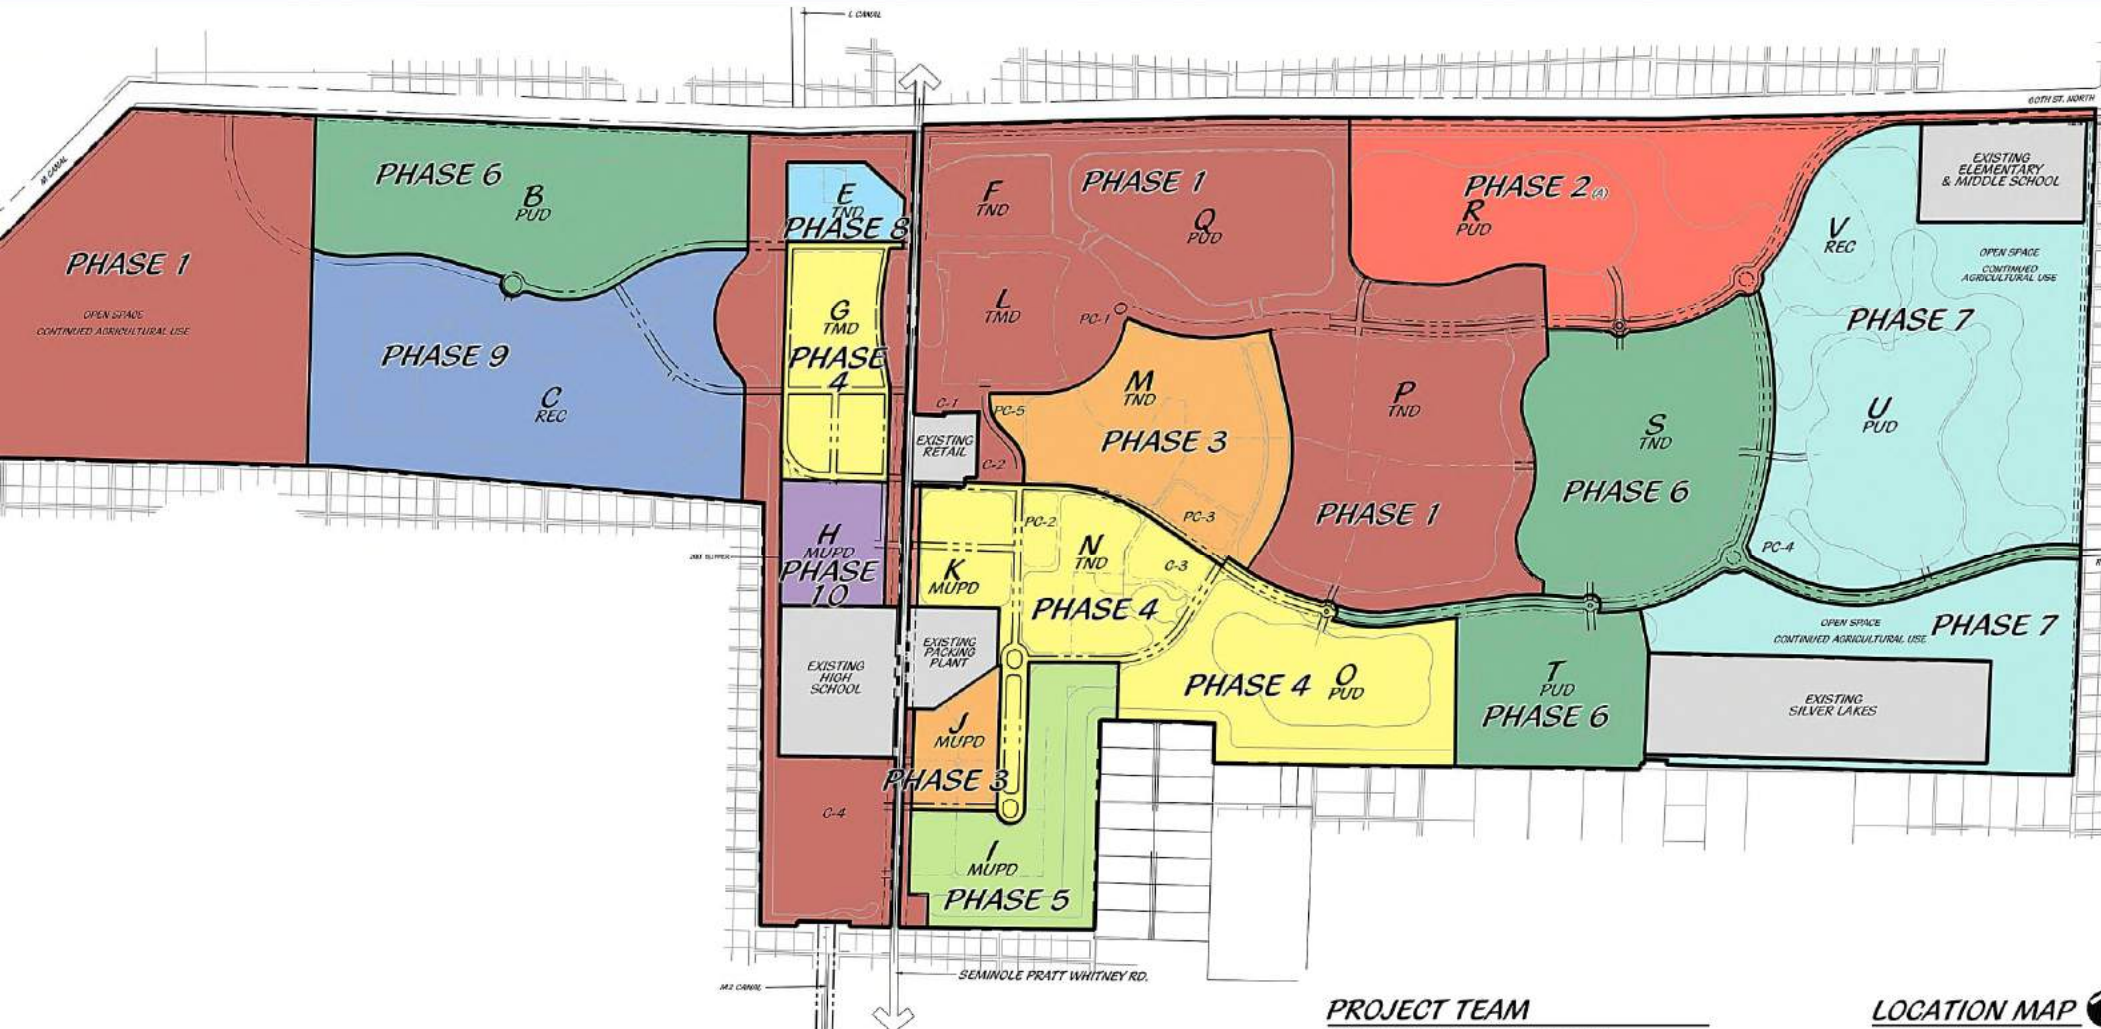 L CANAL
60TH ST. NORTH
M CANAL
PHASE 6
B
PUD
PHASE 1
OPEN SPACE
CONTINUED AGRICULTURAL USE
PHASE 9
C
REC
E
TND
PHASE 8
G
TMD
PHASE
4
H
MUPD
PHASE
10
EXISTING
HIGH
SCHOOL
C-4
F
TND
PHASE 1
Q
PUD
L
TMD
PC-1
C-1
PC-5
EXISTING
RETAIL
C-2
M
TND
PHASE 3
PC-3
P
TND
PHASE 1
PHASE 2 (A)
R
PUD
V
REC
EXISTING
ELEMENTARY
& MIDDLE SCHOOL
OPEN SPACE
CONTINUED
AGRICULTURAL USE
PHASE 7
U
PUD
S
TND
PHASE 6
PC-4
PC-2
N
TND
C-3
K
MUPD
PHASE 4
EXISTING
PACKING
PLANT
J
MUPD
PHASE 3
I
MUPD
PHASE 5
PHASE 4
O
PUD
T
PUD
PHASE 6
OPEN SPACE
CONTINUED AGRICULTURAL USE
PHASE 7
EXISTING
SILVER LAKES
SEMINOLE PRATT WHITNEY RD.
M2 CANAL
PROJECT TEAM
LOCATION MAP